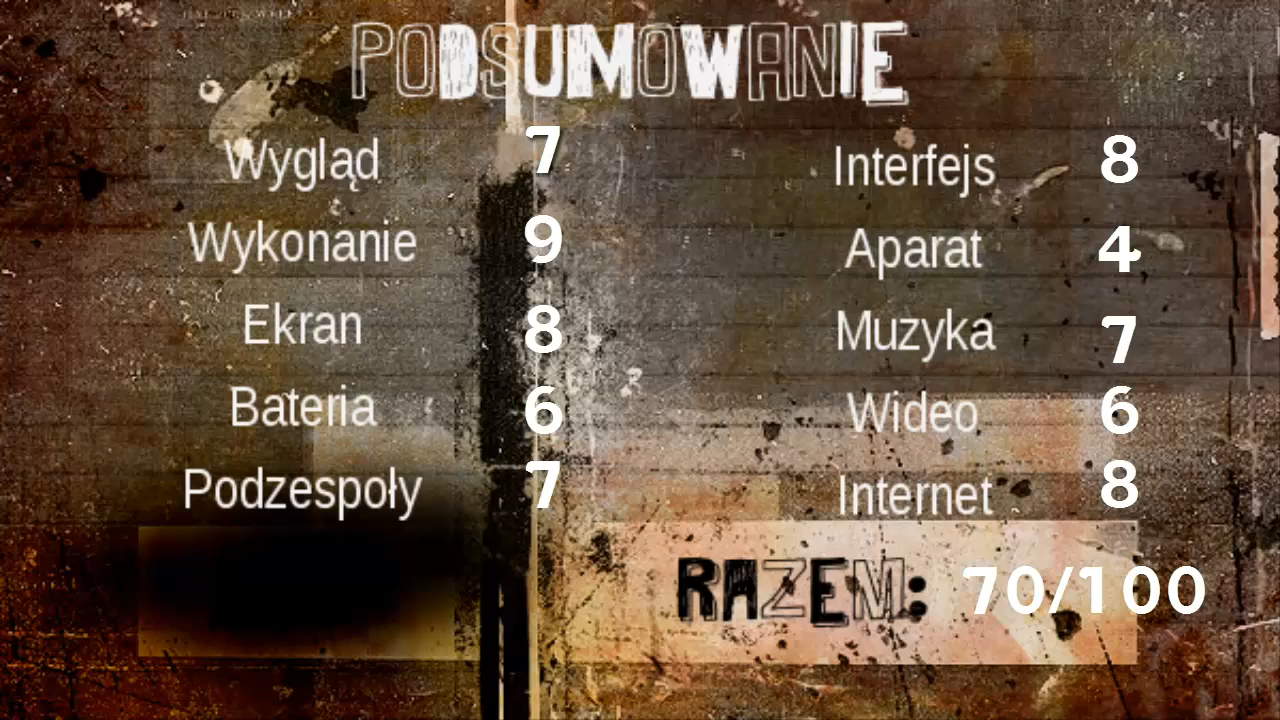 PODSUMOWANIE
Wygląd 7
Wykonanie 9
Ekran 8
Bateria 6
Podzespoły 7
Interfejs 8
Aparat 4
Muzyka 7
Wideo 6
Internet 8
RAZEM: 70/100